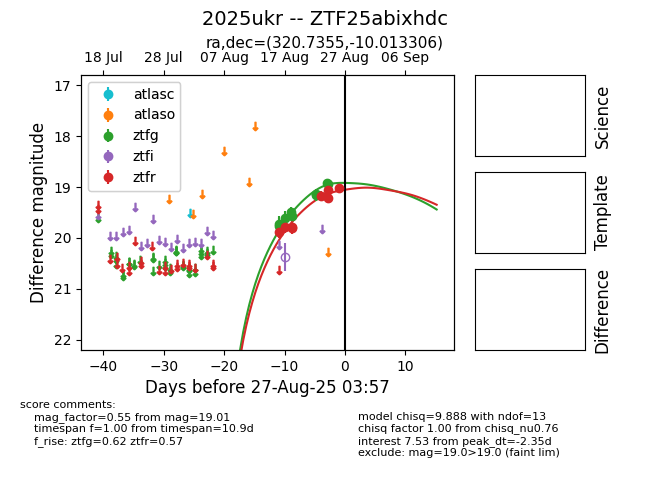 2025ukr -- ZTF25abixhdc
ra,dec=(320.7355,-10.013306)
18 Jul 28 Jul 07 Aug 17 Aug 27 Aug 06 Sep
17
18
19
20
21
22
Difference magnitude
atlasc
atlaso
ztfg
ztfi
ztfr
−40 −30 −20 −10 0 10
Days before 27-Aug-25 03:57
Science
Template
Difference
score comments:
mag_factor=0.55 from mag=19.01
timespan f=1.00 from timespan=10.9d
f_rise: ztfg=0.62 ztfr=0.57
model chisq=9.888 with ndof=13
chisq factor 1.00 from chisq_nu0.76
interest 7.53 from peak_dt=-2.35d
exclude: mag=19.0>19.0 (faint lim)